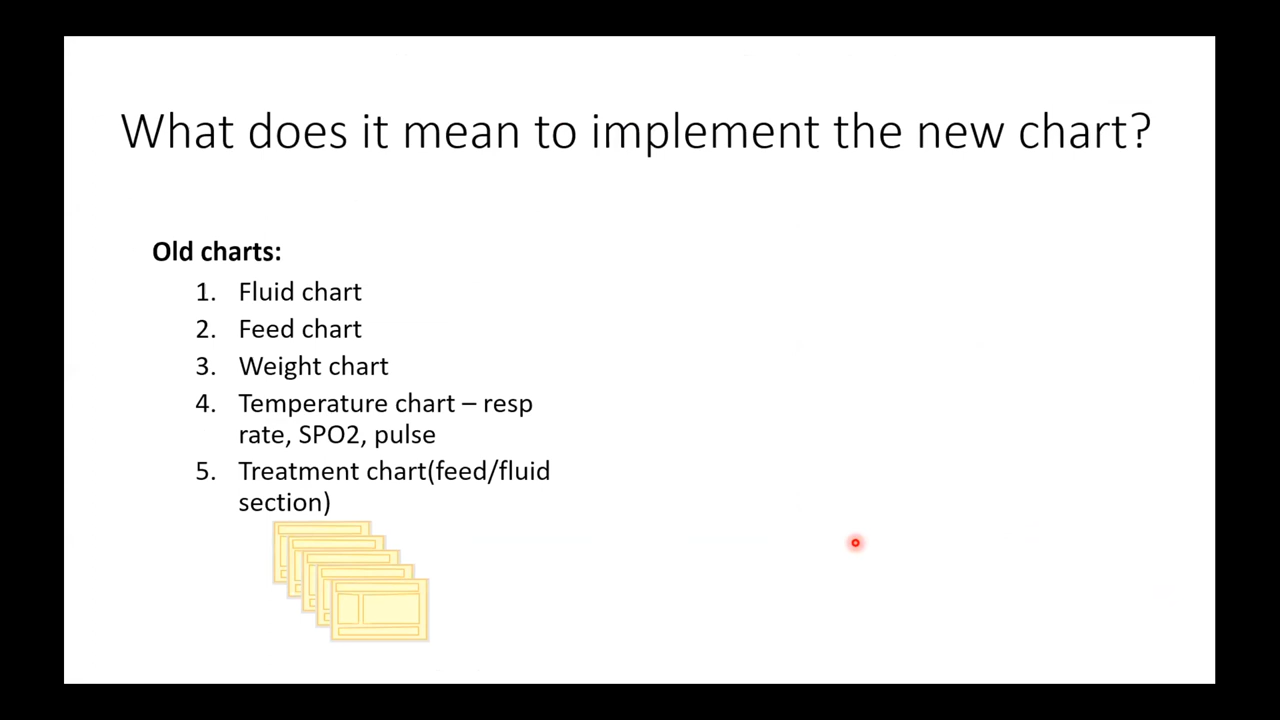 What does it mean to implement the new chart?
Old charts:
1. Fluid chart
2. Feed chart
3. Weight chart
4. Temperature chart – resp
rate, SPO2, pulse
5. Treatment chart(feed/fluid
section)